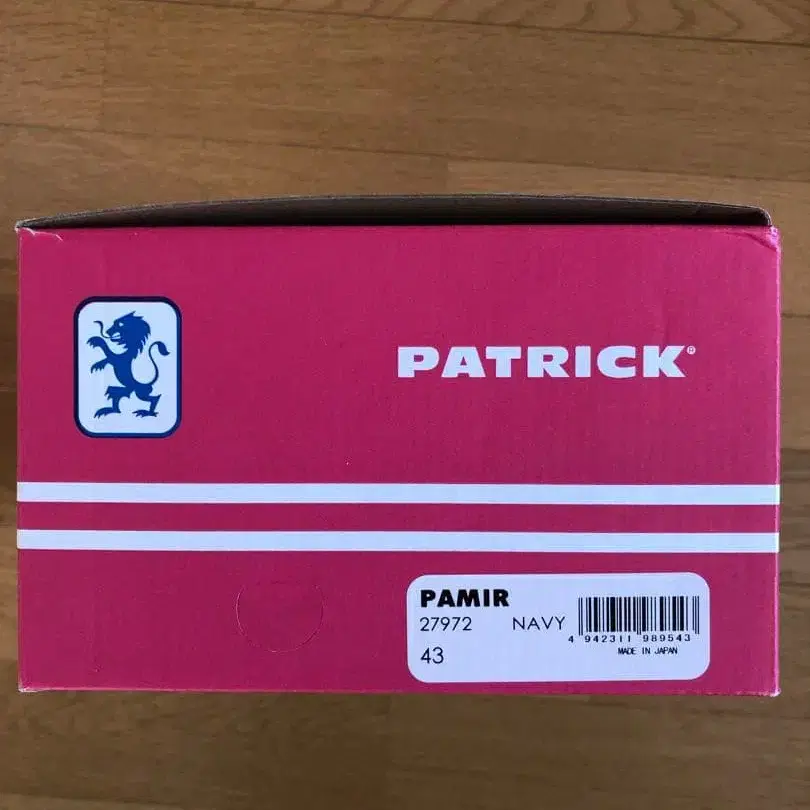 PATRICK®
PAMIR
27972 NAVY
4 942311 989543
43
MADE IN JAPAN